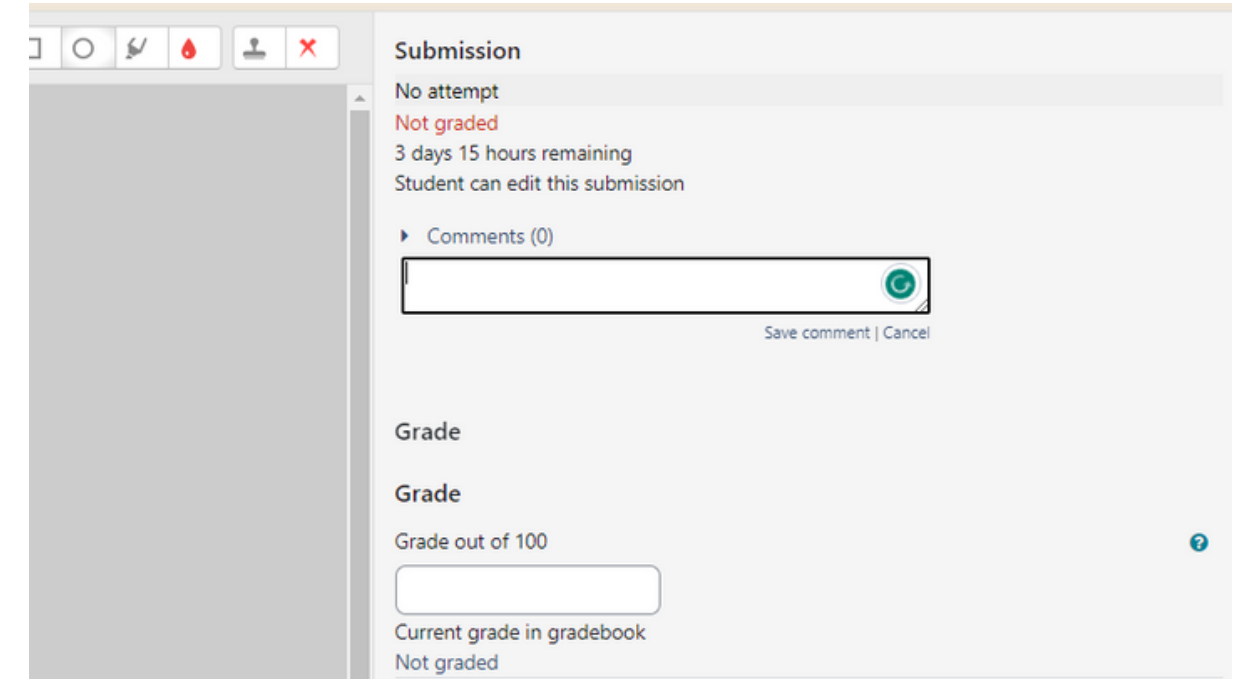 Submission
No attempt
Not graded
3 days 15 hours remaining
Student can edit this submission
Comments (0)
Save comment | Cancel
Grade
Grade
Grade out of 100
Current grade in gradebook
Not graded